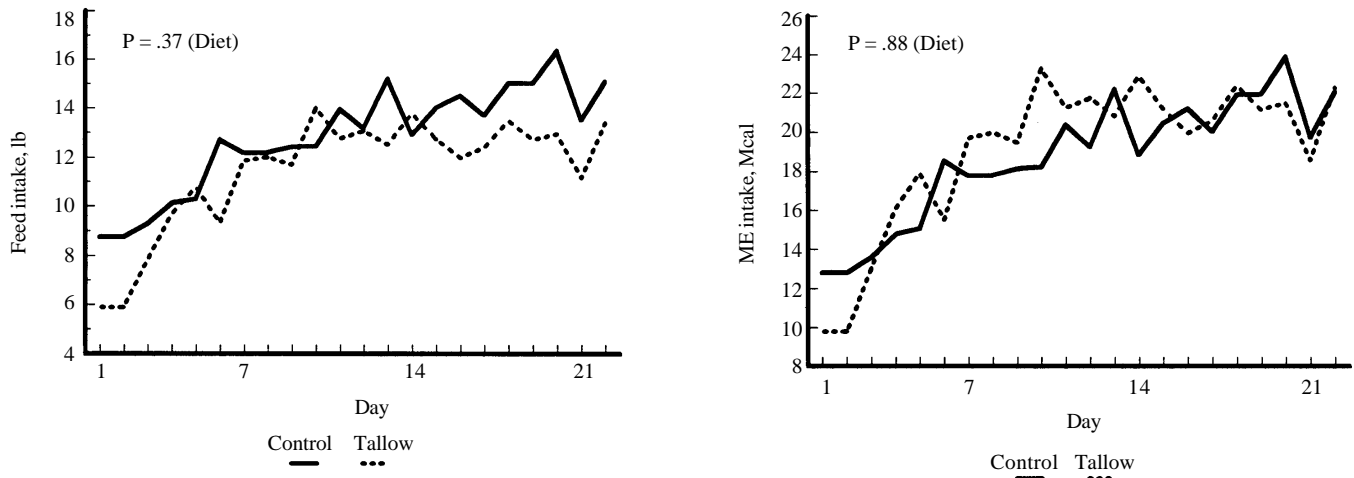 18
16
14
12
10
8
6
4
P = .37 (Diet)
Feed intake, lb
1 7 14 21
Day
Control Tallow
26
24
22
20
18
16
14
12
10
8
P = .88 (Diet)
ME intake, Mcal
1 7 14 21
Day
Control Tallow